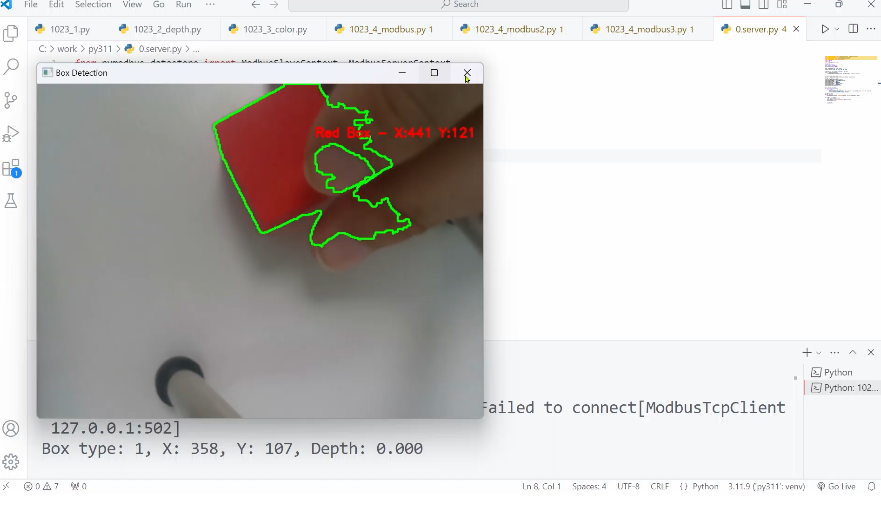 File Edit Selection View Go Run ··· Search
1023_1.py 1023_2_depth.py 1023_3_color.py 1023_4_modbus.py 1 1023_4_modbus2.py 1 1023_4_modbus3.py 1 0.server.py 4
C: > work > py311 > 0.server.py > ...
Box Detection
Red Box - X:441 Y:121
1
Python
Python: 102...
Failed to connect[ModbusTcpClient
127.0.0.1:502]
Box type: 1, X: 358, Y: 107, Depth: 0.000
0 7 0 Ln 8, Col 1 Spaces: 4 UTF-8 CRLF {} Python 3.11.9 ('py311': venv) Go Live